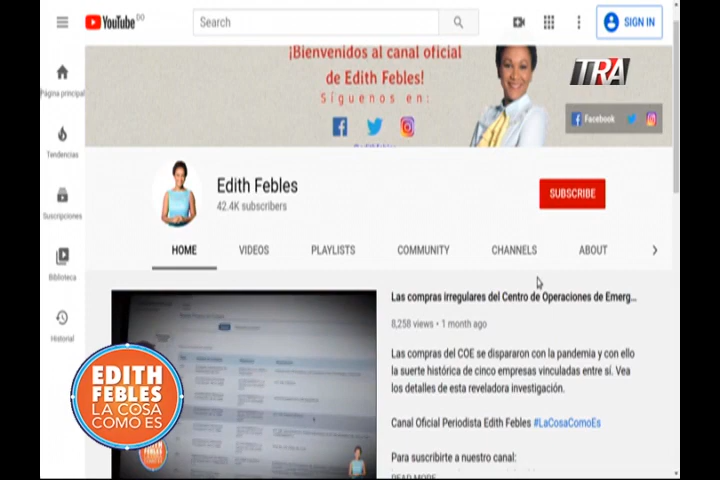 YouTube DO
Search
SIGN IN
¡Bienvenidos al canal oficial
de Edith Febles!
Síguenos en:
TRA
Facebook
Página principal
Tendencias
Suscripciones
Biblioteca
Historial
Edith Febles
42.4K subscribers
SUBSCRIBE
HOME
VIDEOS
PLAYLISTS
COMMUNITY
CHANNELS
ABOUT
Las compras irregulares del Centro de Operaciones de Emerg...
8,258 views • 1 month ago
Las compras del COE se dispararon con la pandemia y con ello
la suerte histórica de cinco empresas vinculadas entre sí. Vea
los detalles de esta reveladora investigación.
Canal Oficial Periodista Edith Febles #LaCosaComoEs
Para suscribirte a nuestro canal:
READ MORE
EDITH
FEBLES
LA COSA
COMO ES
EDITH
FEBLES